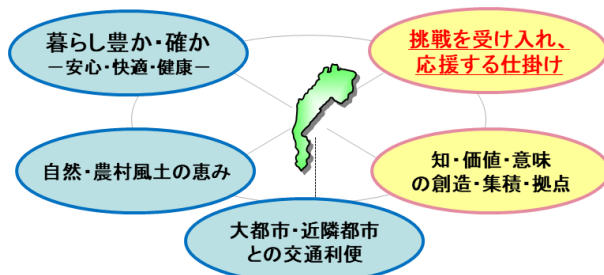 暮らし豊か・確か
－安心・快適・健康－
挑戦を受け入れ、
応援する仕掛け
自然・農村風土の恵み
知・価値・意味
の創造・集積・拠点
大都市・近隣都市
との交通利便